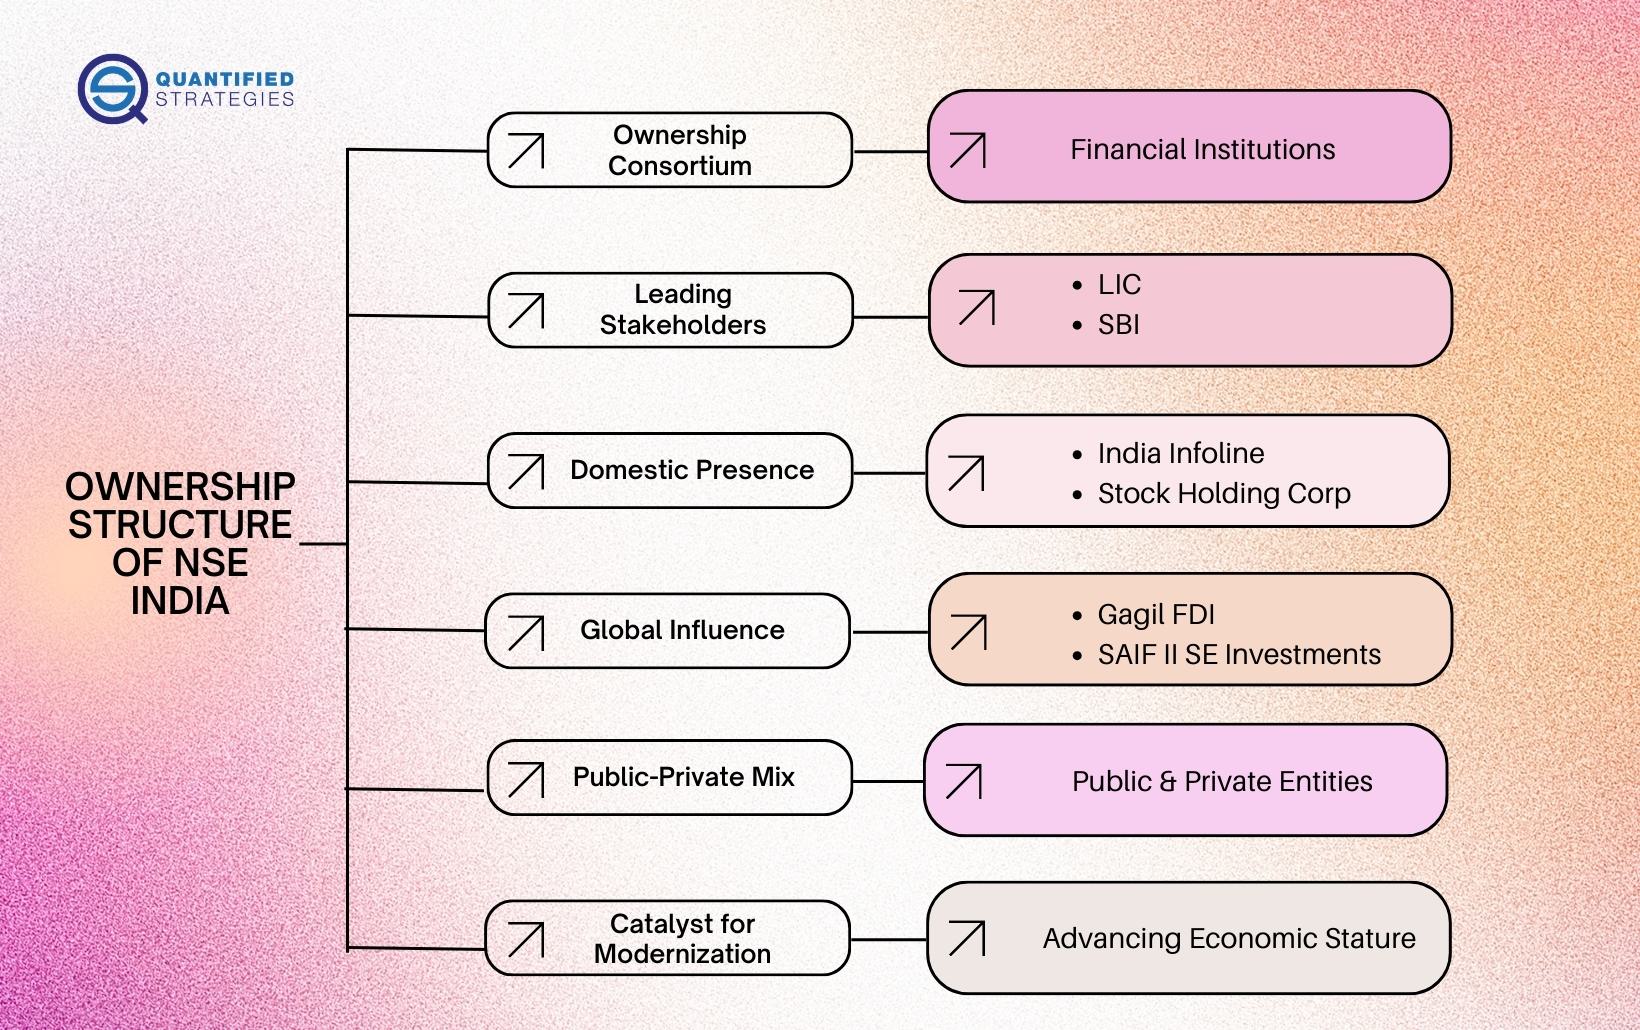 QUANTIFIED
STRATEGIES
OWNERSHIP
STRUCTURE
OF NSE
INDIA
Ownership
Consortium
Financial Institutions
Leading
Stakeholders
• LIC
• SBI
Domestic Presence
• India Infoline
• Stock Holding Corp
Global Influence
• Gagil FDI
• SAIF II SE Investments
Public-Private Mix
Public & Private Entities
Catalyst for
Modernization
Advancing Economic Stature